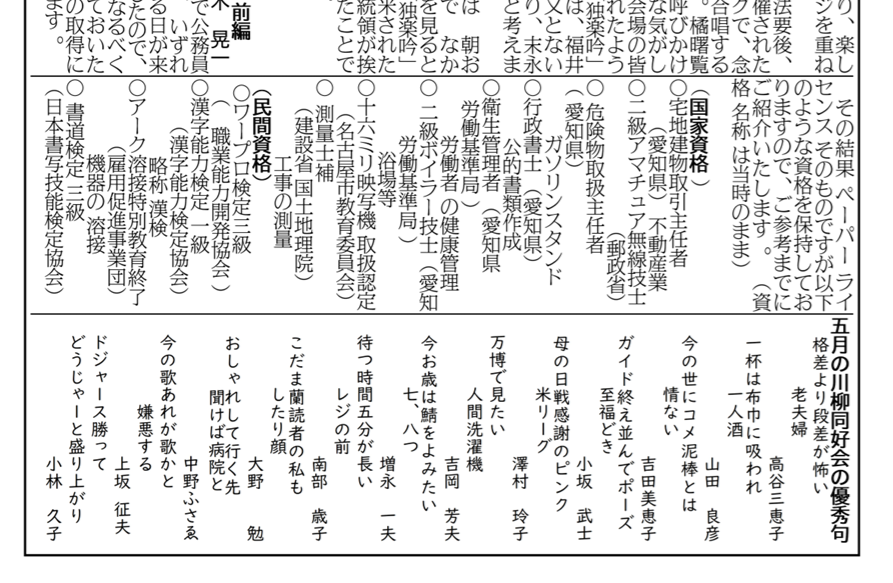 り、楽し
ジを重ね
法要後、
催された
クで、念
合唱する
。橘曙覧
呼びかけ
な気がし
会場の皆
れたよう
独楽吟」
又とない
は、福井
り、末永
と考えま
は 朝お
で なか
を見ると
独楽吟」
来された
統領が挨
たことで
前編
木 晃一
で公務員
いずれ
る日が来
たので、
なるべく
ておいた
の取得に
ます。
その結果 ペーパー ライ
センス そのものですが以下
のような資格を保持してお
りますので、ご参考までに
ご紹介いたします。(資
格 名称 は当時のまま)
(国家資格)
○宅地建物取引主任者
(愛知県) 不動産業
○二級アマチュア無線技士
(郵政省)
○危険物取扱主任者
(愛知県)
ガソリンスタンド
○行政書士 (愛知県)
公的書類作成
○衛生管理者 (愛知県
労働基準局)
労働者 の健康管理
○二級ボイラー技士 (愛知
労働基準局 )
浴場等
○十六ミリ映写機 取扱認定
(名古屋市教育委員会)
○ 測量士補
(建設省 国土地理院)
工事の測量
(民間資格)
○ワープロ検定三級
( 職業能力開発協会)
○漢字能力検定 一級
(漢字能力検定協会)
略称 漢検
○アーク溶接特別教育終了
(雇用促進事業団)
機器の 溶接
○ 書道検定 三級
(日本書写技能検定協会)
五月の川柳同好会の優秀句
格差より段差が怖い
老夫婦
高谷三恵子
一杯は布巾に吸われ
一人酒
山田 良彦
今の世にコメ泥棒とは
情ない
吉田美恵子
ガイド終え並んでポーズ
至福どき
小坂 武士
母の日戦感謝のピンク
米リーグ
澤村 玲子
万博で見たい
人間洗濯機
吉岡 芳夫
今お歳は鯖をよみたい
七、八つ
増永 一夫
待つ時間五分が長い
レジの前
南部 歳子
こだま蘭読者の私も
したり顔
大野 勉
おしゃれして行く先
聞けば病院と
中野ふさゑ
今の歌あれが歌かと
嫌悪する
上坂 征夫
ドジャース勝って
どうじゃーと盛り上がり
小林 久子